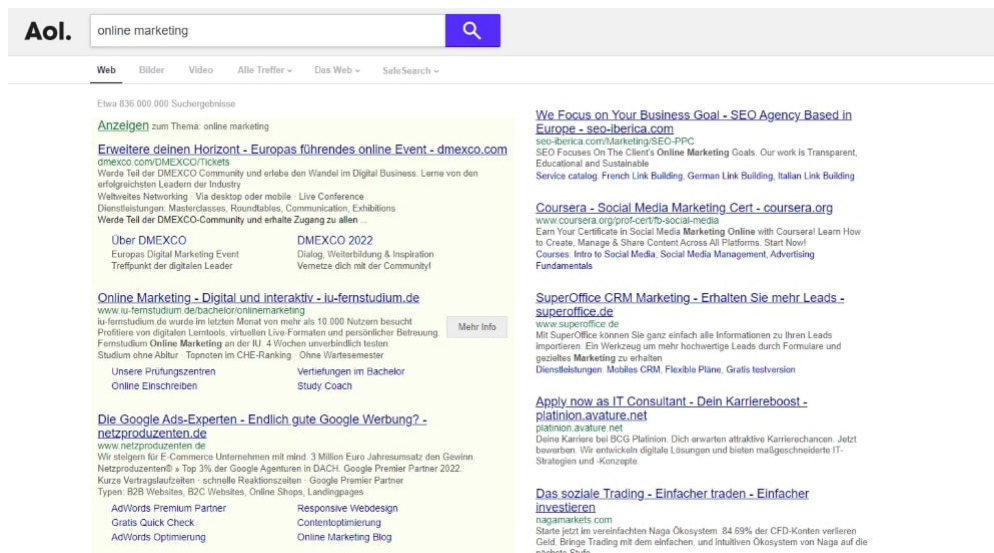 Aol.
online marketing
Web Bilder Video Alle Treffer Das Web SafeSearch
Etwa 836.000.000 Suchergebnisse
Anzeigen zum Thema: online marketing
Erweitere deinen Horizont - Europas führendes online Event - dmexco.com
dmexco.com/DMEXCO/Tickets
Werde Teil der DMEXCO Community und erlebe den Wandel im Digital Business. Lerne von den
erfolgreichsten Leadern der Industry
Weltweites Networking · Via desktop oder mobile · Live Conference
Dienstleistungen: Masterclasses, Roundtables, Communication, Exhibitions
Werde Teil der DMEXCO-Community und erhalte Zugang zu allen ...
Über DMEXCO
Europas Digital Marketing Event
Treffpunkt der digitalen Leader
DMEXCO 2022
Dialog, Weiterbildung & Inspiration
Vernetze dich mit der Community!
Online Marketing - Digital und interaktiv - iu-fernstudium.de
www.iu-fernstudium.de/bachelor/onlinemarketing
iu-fernstudium.de wurde im letzten Monat von mehr als 10.000 Nutzern besucht
Profitiere von digitalen Lerntools, virtuellen Live-Formaten und persönlicher Betreuung.
Fernstudium Online Marketing an der IU. 4 Wochen unverbindlich testen.
Studium ohne Abitur · Topnoten im CHE-Ranking · Ohne Wartesemester
Mehr Info
Unsere Prüfungszentren
Online Einschreiben
Vertiefungen im Bachelor
Study Coach
Die Google Ads-Experten - Endlich gute Google Werbung? -
netzproduzenten.de
www.netzproduzenten.de
Wir steigern für E-Commerce Unternehmen mit mind. 3 Million Euro Jahresumsatz den Gewinn.
Netzproduzenten® » Top 3% der Google Agenturen in DACH. Google Premier Partner 2022.
Kurze Vertragslaufzeiten · schnelle Reaktionszeiten · Google Premier Partner
Typen: B2B Websites, B2C Websites, Online Shops, Landingpages
AdWords Premium Partner
Gratis Quick Check
AdWords Optimierung
Responsive Webdesign
Contentoptimierung
Online Marketing Blog
We Focus on Your Business Goal - SEO Agency Based in
Europe - seo-iberica.com
seo-iberica.com/Marketing/SEO-PPC
SEO Focuses On The Client's Online Marketing Goals. Our work is Transparent,
Educational and Sustainable
Service catalog: French Link Building, German Link Building, Italian Link Building
Coursera - Social Media Marketing Cert - coursera.org
www.coursera.org/prof-cert/fb-social-media
Earn Your Certificate in Social Media Marketing Online with Coursera! Learn How
to Create, Manage & Share Content Across All Platforms. Start Now!
Courses: Intro to Social Media, Social Media Management, Advertising
Fundamentals
SuperOffice CRM Marketing - Erhalten Sie mehr Leads -
superoffice.de
www.superoffice.de
Mit SuperOffice können Sie ganz einfach alle Informationen zu Ihren Leads
importieren. Ein Werkzeug um mehr hochwertige Leads durch Formulare und
gezieltes Marketing zu erhalten
Dienstleistungen: Mobiles CRM, Flexible Pläne, Gratis testversion
Apply now as IT Consultant - Dein Karriereboost -
platinion.avature.net
platinion.avature.net
Deine Karriere bei BCG Platinion. Dich erwarten attraktive Karrierechancen. Jetzt
bewerben. Wir entwickeln digitale Lösungen und bieten maßgeschneiderte IT-
Strategien und -Konzepte.
Das soziale Trading - Einfacher traden - Einfacher
investieren
nagamarkets.com
Starte jetzt im vereinfachten Naga Ökosystem. 84.69% der CFD-Konten verlieren
Geld. Bringe Trading mit dem einfachen, und intuitiven Ökosystem von Naga auf die
nächste Stufe.